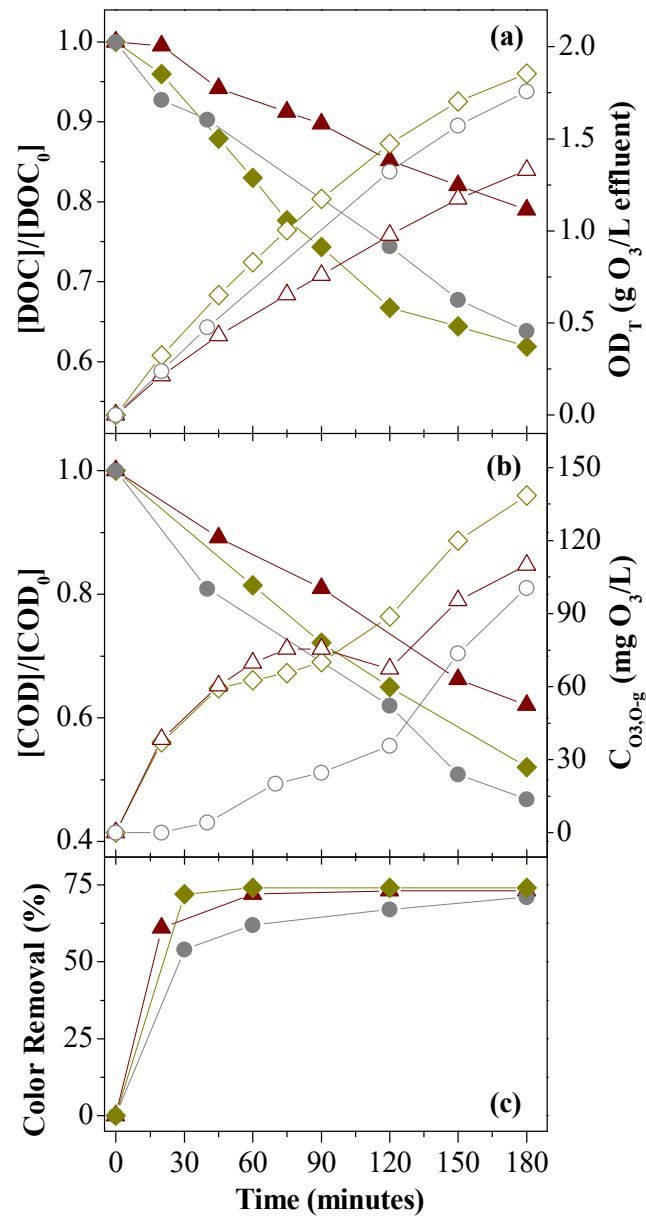 (a)
1.0
0.9
0.8
0.7
0.6
[DOC]/[DOC₀]
2.0
1.5
1.0
0.5
0.0
OD_T (g O₃/L effluent)
(b)
1.0
0.8
0.6
0.4
[COD]/[COD₀]
150
120
90
60
30
0
C_O3,O-g (mg O₃/L)
75
50
25
0
Color Removal (%)
(c)
0 30 60 90 120 150 180
Time (minutes)